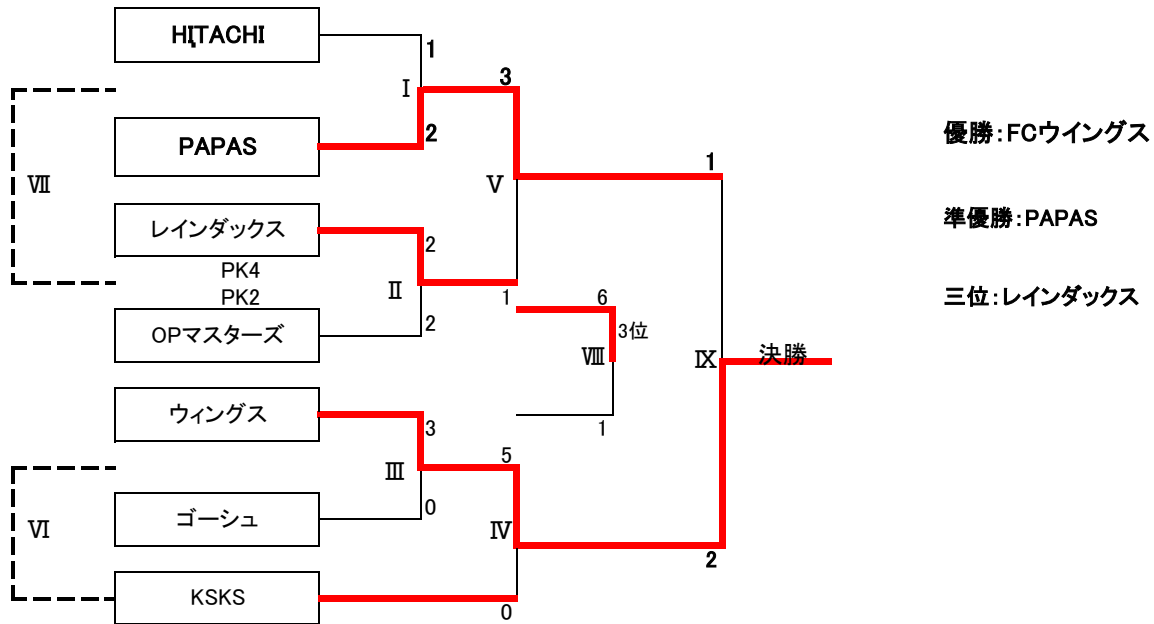 HITACHI
1
Ⅰ
3
PAPAS
2
優勝：FCウイングス
1
Ⅶ
Ⅴ
レインダックス
2
準優勝：PAPAS
PK4
Ⅱ
PK2
1
6
三位：レインダックス
OPマスターズ
2
3位
Ⅷ
Ⅸ
決勝
ウィングス
3
1
5
Ⅲ
ゴーシュ
0
Ⅵ
Ⅳ
2
KSKS
0